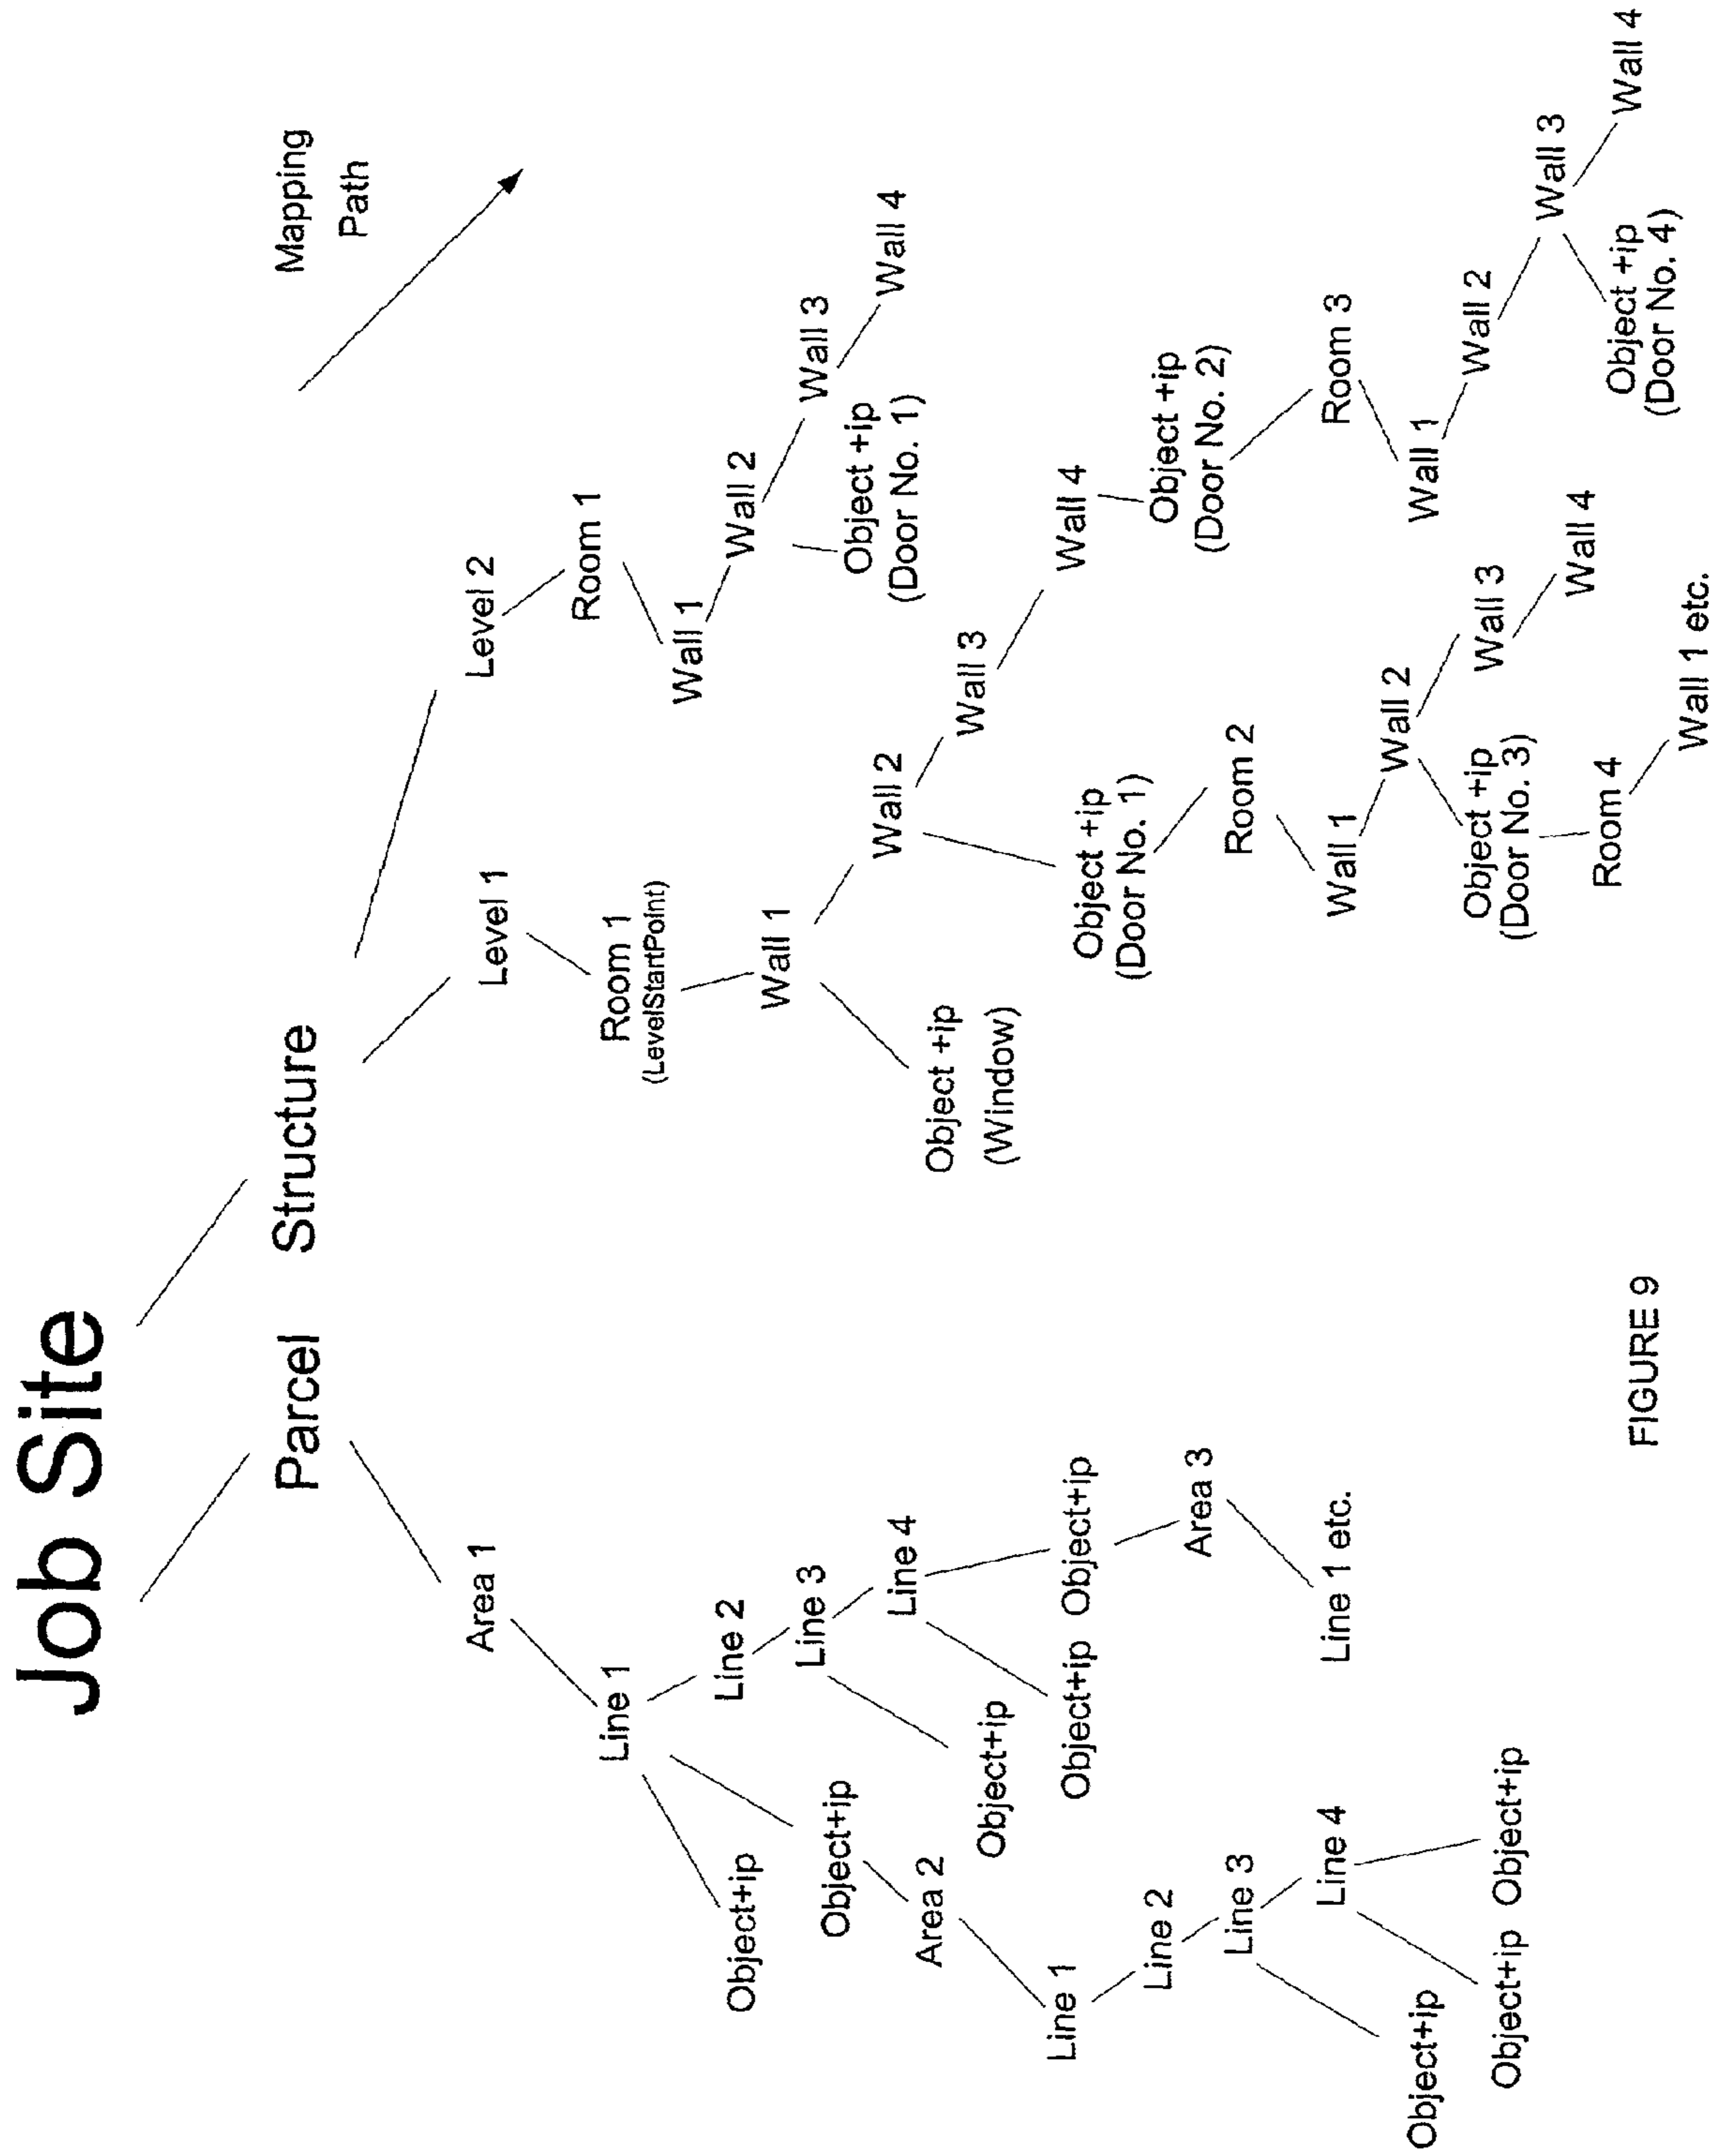 Job Site
Parcel
Structure
Mapping
Path
Area 1
Level 1
Level 2
Line 1
Room 1
(LevelStartPoint)
Room 1
Object+ip
Line 2
Wall 1
Wall 1
Wall 2
Object+ip
Line 3
Wall 3
Object +ip
(Door No. 1)
Area 2
Line 4
Object +ip
(Window)
Wall 2
Wall 4
Object+ip
Wall 3
Line 1
Object+ip
Object+ip
Object +ip
(Door No. 1)
Wall 4
Line 2
Area 3
Object +ip
(Door No. 2)
Line 3
Room 2
Line 4
Line 1 etc.
Wall 1
Room 3
Object+ip
Wall 2
Wall 1
Object+ip
Object+ip
Object +ip
(Door No. 3)
Wall 3
Wall 2
Room 4
Wall 4
Wall 3
Wall 1 etc.
Object +ip
(Door No. 4)
Wall 4
FIGURE 9